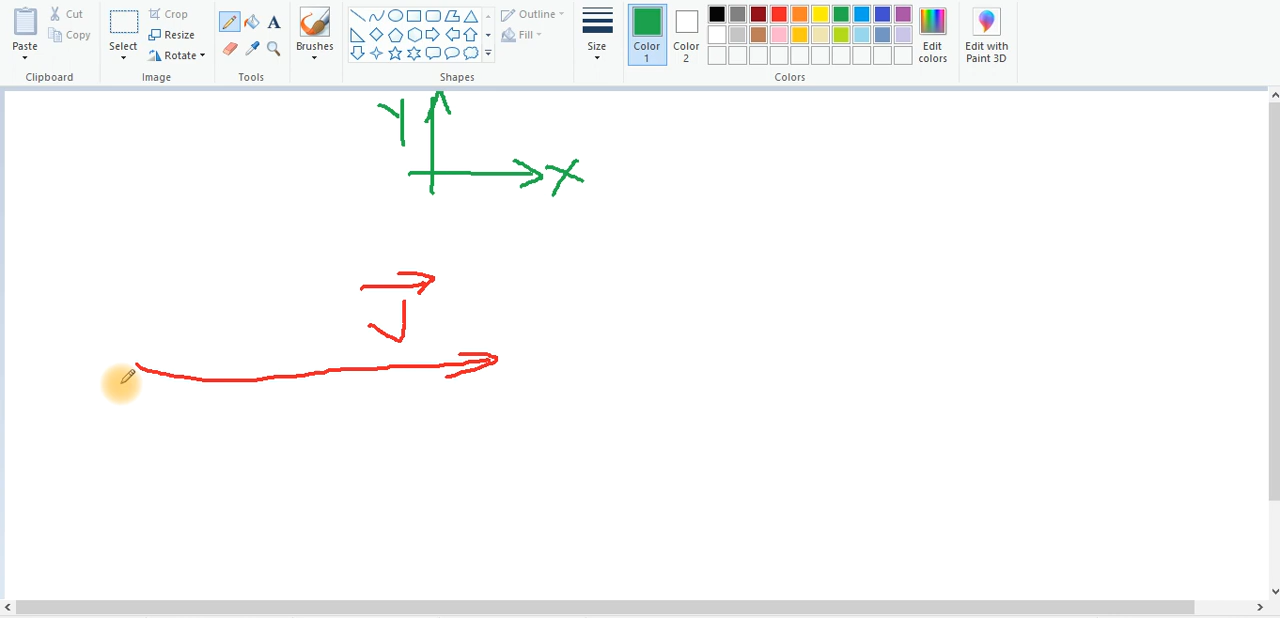 Cut
Crop
Outline
Copy
Resize
Fill
Paste
Select
Rotate
Brushes
Size
Color
1
Color
2
Edit
colors
Edit with
Paint 3D
Clipboard
Image
Tools
Shapes
Colors
A
Y
X
J